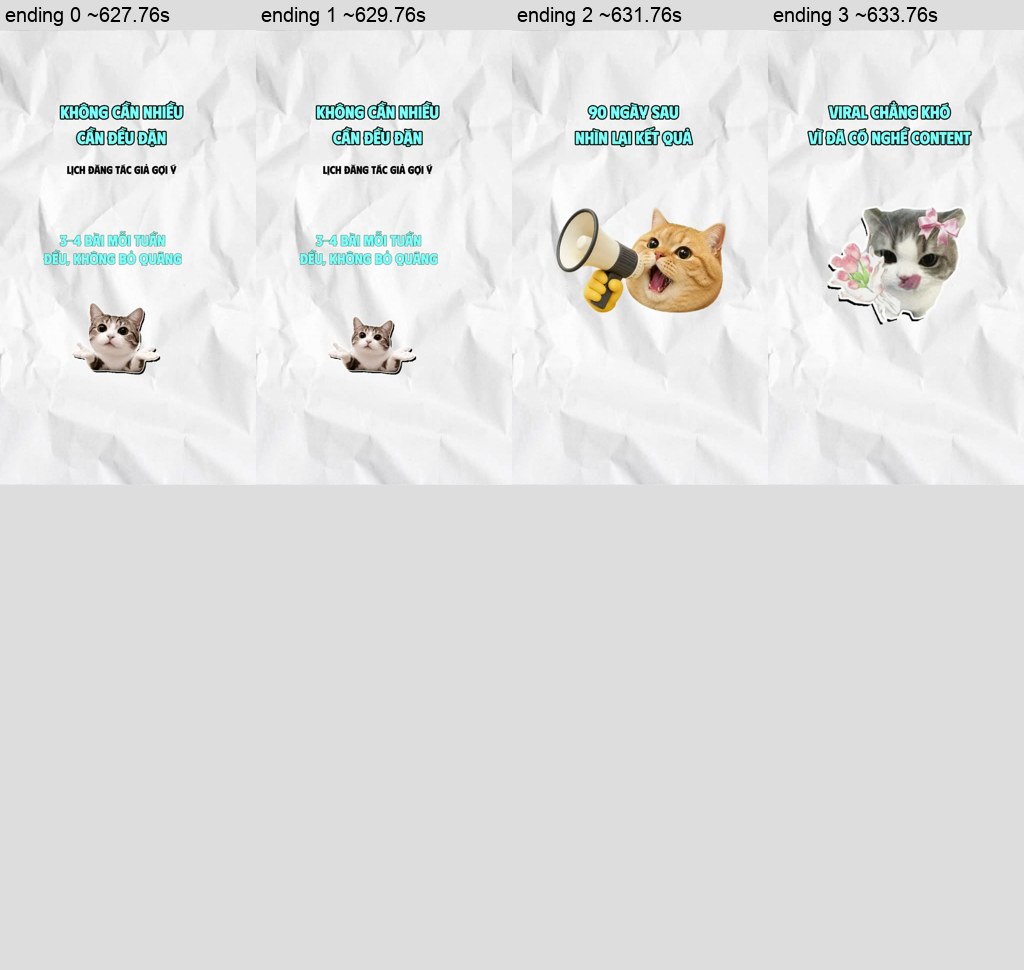 ending 0 ~627.76s
KHÔNG CẦN NHIỀU
CẦN ĐỀU ĐẶN
LỊCH ĐĂNG TÁC GIẢ GỢI Ý
3-4 BÀI MỖI TUẦN
ĐỀU, KHÔNG BỎ QUÃNG
ending 1 ~629.76s
KHÔNG CẦN NHIỀU
CẦN ĐỀU ĐẶN
LỊCH ĐĂNG TÁC GIẢ GỢI Ý
3-4 BÀI MỖI TUẦN
ĐỀU, KHÔNG BỎ QUÃNG
ending 2 ~631.76s
90 NGÀY SAU
NHÌN LẠI KẾT QUẢ
ending 3 ~633.76s
VIRAL CHẲNG KHÓ
VÌ ĐÃ CÓ NGHỀ CONTENT